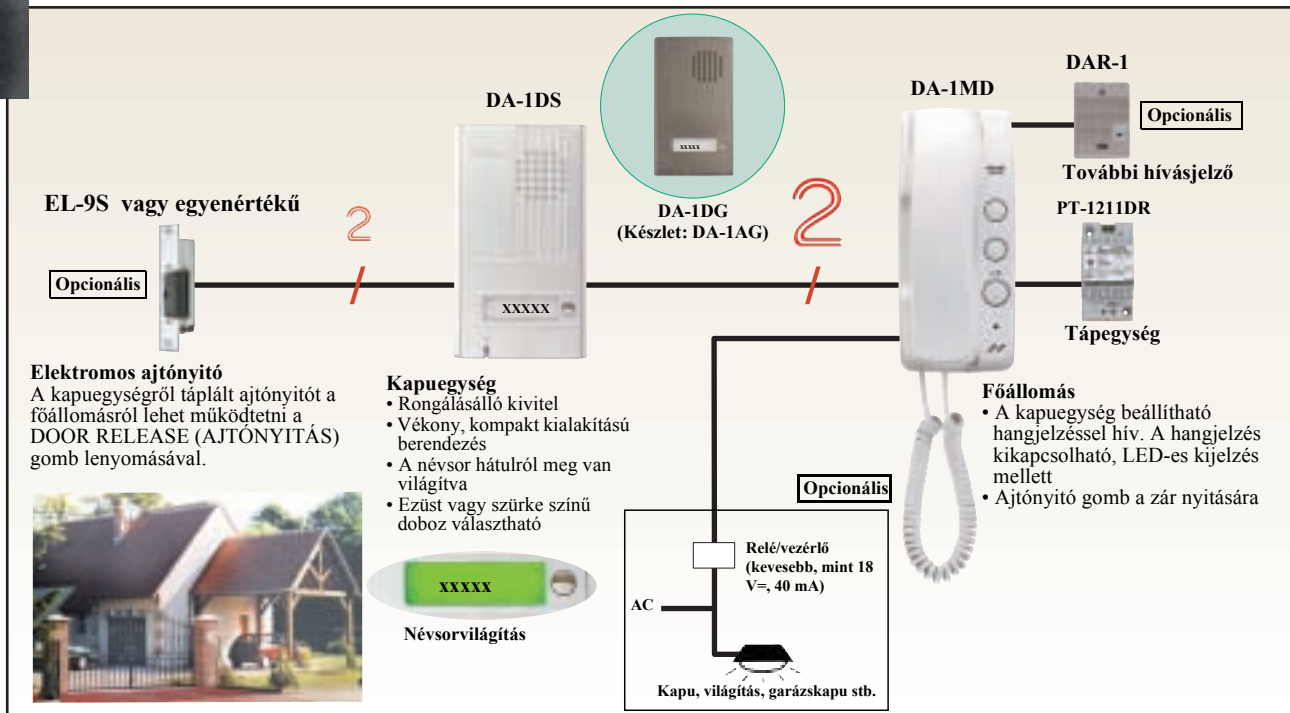 DAR-1
Opcionális
További hívásjelző
DA-1DS
DA-1MD
xxxxx
DA-1DG
(Készlet: DA-1AG)
EL-9S vagy egyenértékű
2
2
PT-1211DR
Opcionális
xxxxx
Tápegység
Elektromos ajtónyitó
A kapuegységről táplált ajtónyitót a
főállomásról lehet működtetni a
DOOR RELEASE (AJTÓNYITÁS)
gomb lenyomásával.
Kapuegység
• Rongálásálló kivitel
• Vékony, kompakt kialakítású
berendezés
• A névsor hátulról meg van
világítva
• Ezüst vagy szürke színű
doboz választható
xxxxx
Névsorvilágítás
Főállomás
• A kapuegység beállítható
hangjelzéssel hív. A hangjelzés
kikapcsolható, LED-es kijelzés
mellett
• Ajtónyitó gomb a zár nyitására
Opcionális
Relé/vezérlő
(kevesebb, mint 18
V=, 40 mA)
AC
Kapu, világítás, garázskapu stb.